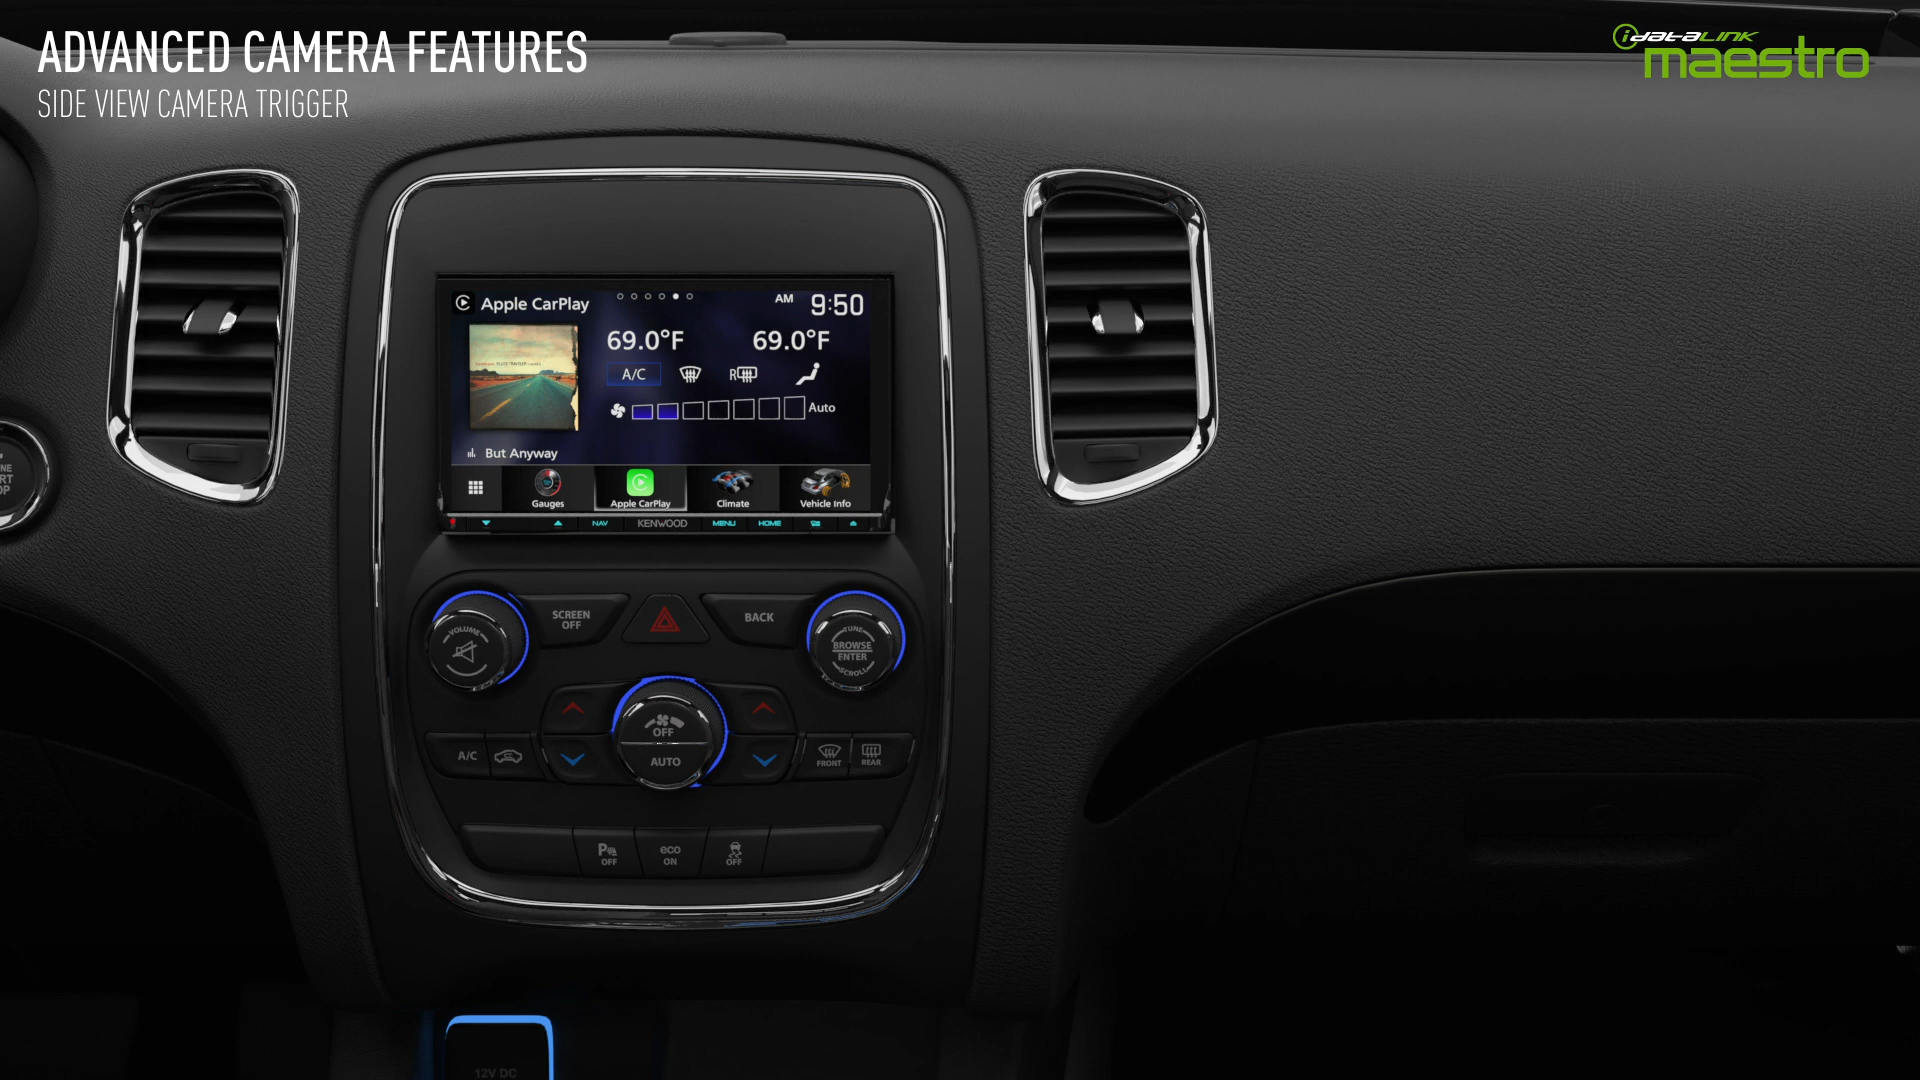 ADVANCED CAMERA FEATURES
SIDE VIEW CAMERA TRIGGER
iDataLINK
maestro
Apple CarPlay
AM 9:50
69.0°F 69.0°F
A/C R
Auto
But Anyway
Gauges Apple CarPlay Climate Vehicle Info
NAV KENWOOD MENU HOME
VOLUME
SCREEN
OFF
BACK
TUNE
BROWSE
ENTER
SCROLL
OFF
AUTO
A/C
FRONT
REAR
P
OFF
eco
ON
OFF
12V DC